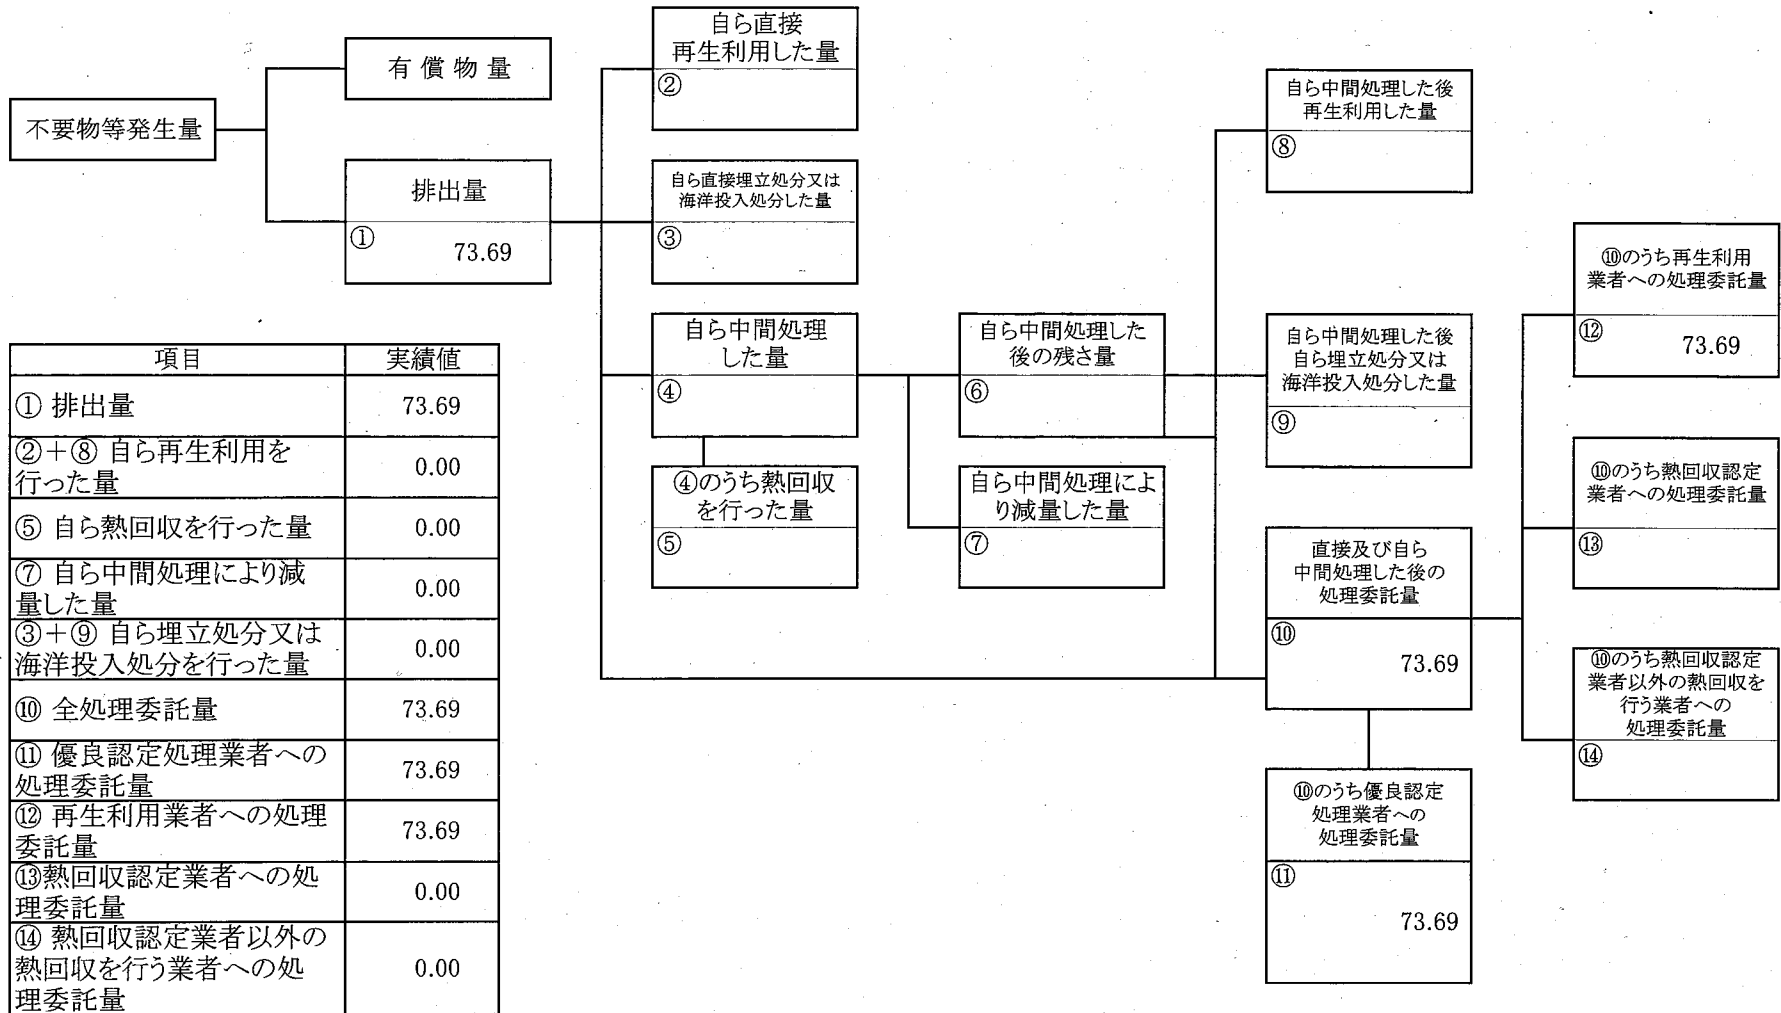 不要物等発生量
有償物量
排出量
①
73.69
自ら直接
再生利用した量
②
自ら直接埋立処分又は
海洋投入処分した量
③
自ら中間処理
した量
④
④のうち熱回収
を行った量
⑤
自ら中間処理した
後の残さ量
⑥
自ら中間処理によ
り減量した量
⑦
自ら中間処理した後
再生利用した量
⑧
自ら中間処理した後
自ら埋立処分又は
海洋投入処分した量
⑨
直接及び自ら
中間処理した後の
処理委託量
⑩
73.69
⑩のうち優良認定
処理業者への
処理委託量
⑪
73.69
⑩のうち再生利用
業者への処理委託量
⑫
73.69
⑩のうち熱回収認定
業者への処理委託量
⑬
⑩のうち熱回収認定
業者以外の熱回収を
行う業者への
処理委託量
⑭
項目 実績値
① 排出量 73.69
②+⑧ 自ら再生利用を
行った量 0.00
⑤ 自ら熱回収を行った量 0.00
⑦ 自ら中間処理により減
量した量 0.00
③+⑨ 自ら埋立処分又は
海洋投入処分を行った量 0.00
⑩ 全処理委託量 73.69
⑪ 優良認定処理業者への
処理委託量 73.69
⑫ 再生利用業者への処理
委託量 73.69
⑬熱回収認定業者への処
理委託量 0.00
⑭ 熱回収認定業者以外の
熱回収を行う業者への処
理委託量 0.00